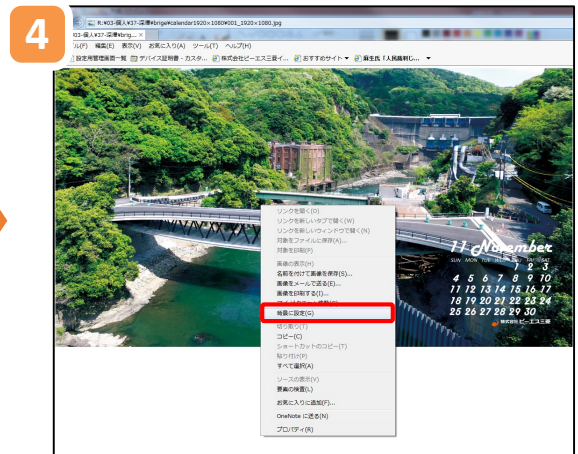 4
R:¥03-個人¥37-深澤¥brige¥calendar1920×1080¥001_1920×1080.jpg
¥03-個人¥37-深澤¥brig... ×
ル(F) 編集(E) 表示(V) お気に入り(A) ツール(T) ヘルプ(H)
設定用管理画面一覧 デバイス証明書 - カスタ... 株式会社ピーエス三菱イ... おすすめサイト ▼ 麻生氏「人民裁判じ...
リンクを開く(O)
リンクを新しいタブで開く(W)
リンクを新しいウィンドウで開く(N)
対象をファイルに保存(A)...
対象を印刷(P)
画像の表示(H)
名前を付けて画像を保存(S)...
画像をメールで送る(E)...
画像を印刷する(I)...
背景に設定(G)
切り取り(T)
コピー(C)
ショートカットのコピー(T)
貼り付け(P)
すべて選択(A)
ソースの表示(V)
要素の検査(L)
お気に入りに追加(F)...
OneNote に送る(N)
プロパティ(R)
11 November
SUN MON TUE WED THU FRI SAT
1 2 3
4 5 6 7 8 9 10
11 12 13 14 15 16 17
18 19 20 21 22 23 24
25 26 27 28 29 30
株式会社 ピーエス三菱